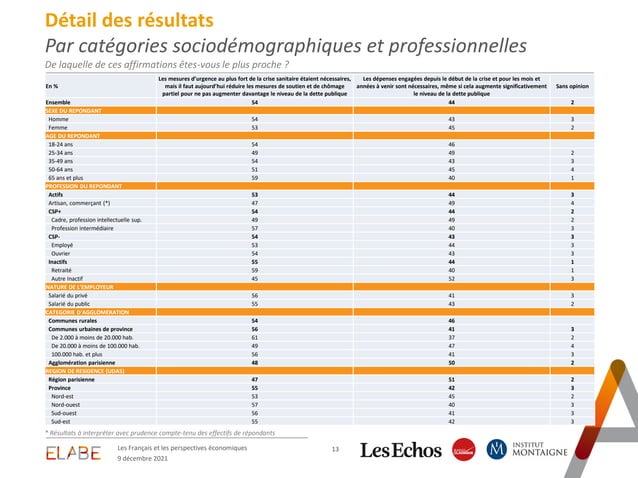 Détail des résultats
Par catégories sociodémographiques et professionnelles
De laquelle de ces affirmations êtes-vous le plus proche ?
En % Les mesures d'urgence au plus fort de la crise sanitaire étaient nécessaires, mais il faut aujourd'hui réduire les mesures de soutien et de chômage partiel pour ne pas augmenter davantage le niveau de la dette publique Les dépenses engagées depuis le début de la crise et pour les mois et années à venir sont nécessaires, même si cela augmente significativement le niveau de la dette publique Sans opinion
Ensemble 54 44 2
SEXE DU REPONDANT
Homme 54 43 3
Femme 53 45 2
AGE DU REPONDANT
18-24 ans 54 46
25-34 ans 49 49 2
35-49 ans 54 43 3
50-64 ans 51 45 4
65 ans et plus 59 40 1
PROFESSION DU REPONDANT
Actifs 53 44 3
Artisan, commerçant (*) 47 49 4
CSP+ 54 44 2
Cadre, profession intellectuelle sup. 49 49 2
Profession intermédiaire 57 40 3
CSP- 54 43 3
Employé 53 44 3
Ouvrier 54 43 3
Inactifs 55 44 1
Retraité 59 40 1
Autre Inactif 45 52 3
NATURE DE L'EMPLOYEUR
Salarié du privé 56 41 3
Salarié du public 55 43 2
CATEGORIE D'AGGLOMERATION
Communes rurales 54 46
Communes urbaines de province 56 41 3
De 2.000 à moins de 20.000 hab. 61 37 2
De 20.000 à moins de 100.000 hab. 49 47 4
100.000 hab. et plus 56 41 3
Agglomération parisienne 48 50 2
REGION DE RESIDENCE (UDA5)
Région parisienne 47 51 2
Province 55 42 3
Nord-est 53 45 2
Nord-ouest 57 40 3
Sud-ouest 56 41 3
Sud-est 55 42 3
* Résultats à interpréter avec prudence compte-tenu des effectifs de répondants
ELABE
Les Français et les perspectives économiques
9 décembre 2021
13
LesEchos
RADIO CLASSIQUE
INSTITUT
MONTAIGNE